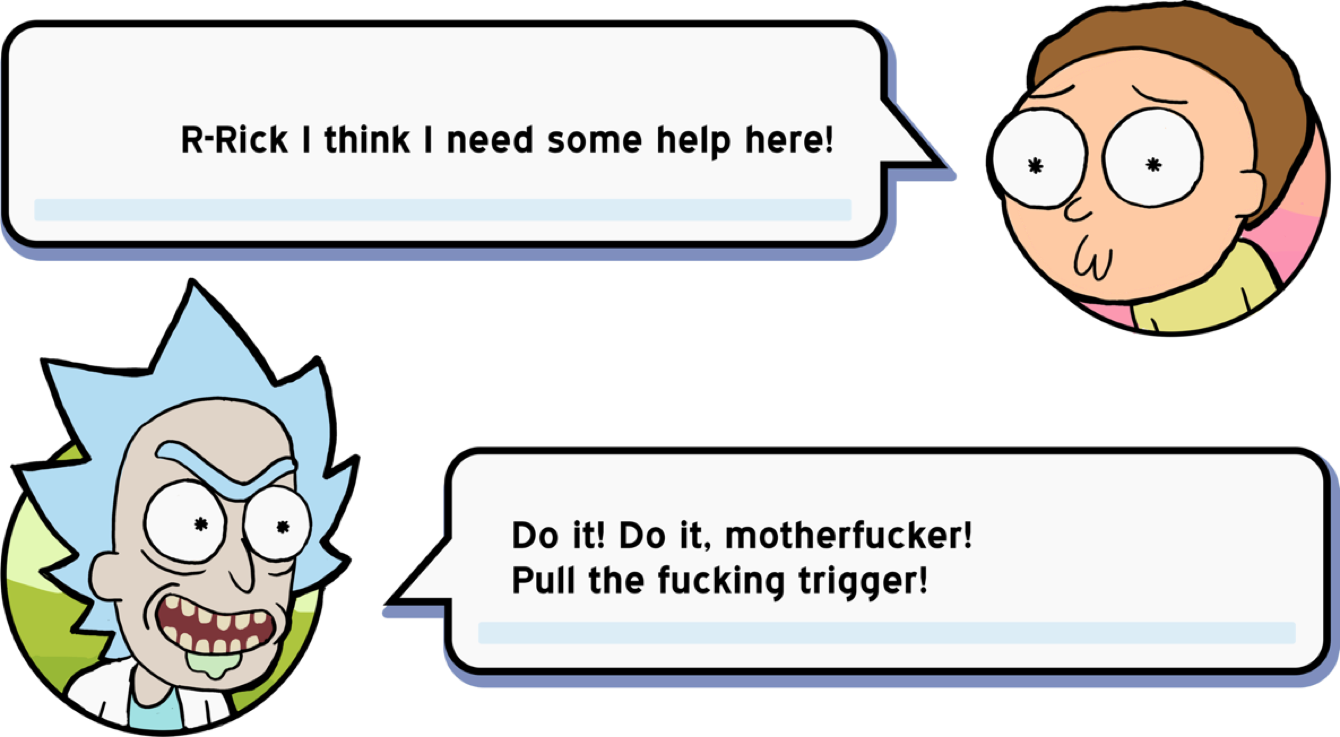 R-Rick I think I need some help here!
Do it! Do it, motherfucker!
Pull the fucking trigger!